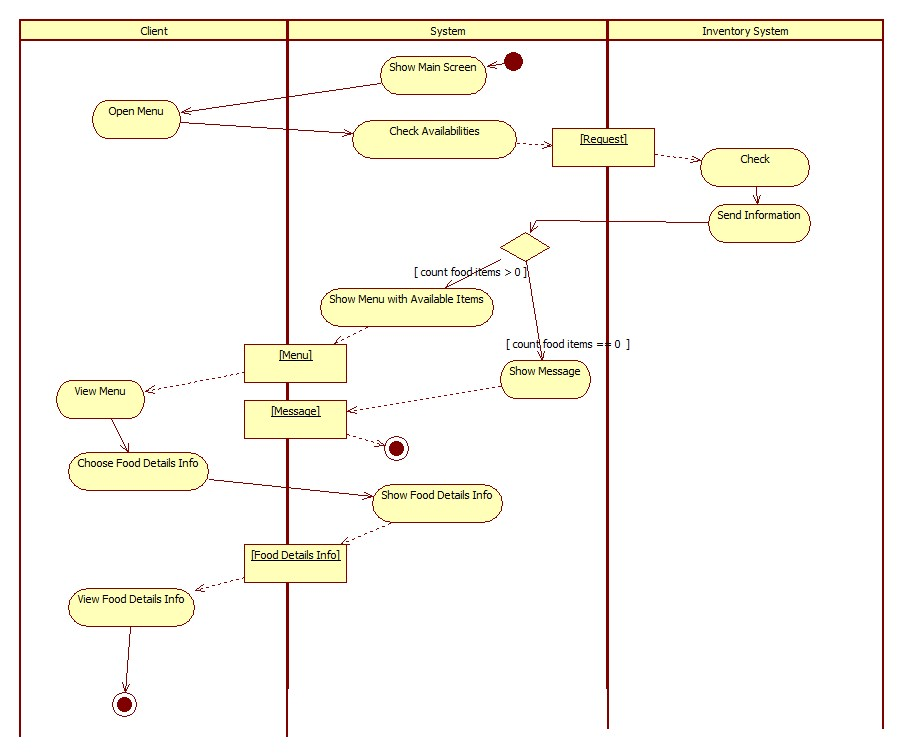 Client
System
Inventory System
Show Main Screen
Open Menu
Check Availabilities
[Request]
Check
Send Information
[ count food items > 0 ]
Show Menu with Available Items
[ count food items == 0  ]
[Menu]
Show Message
View Menu
[Message]
Choose Food Details Info
Show Food Details Info
[Food Details Info]
View Food Details Info